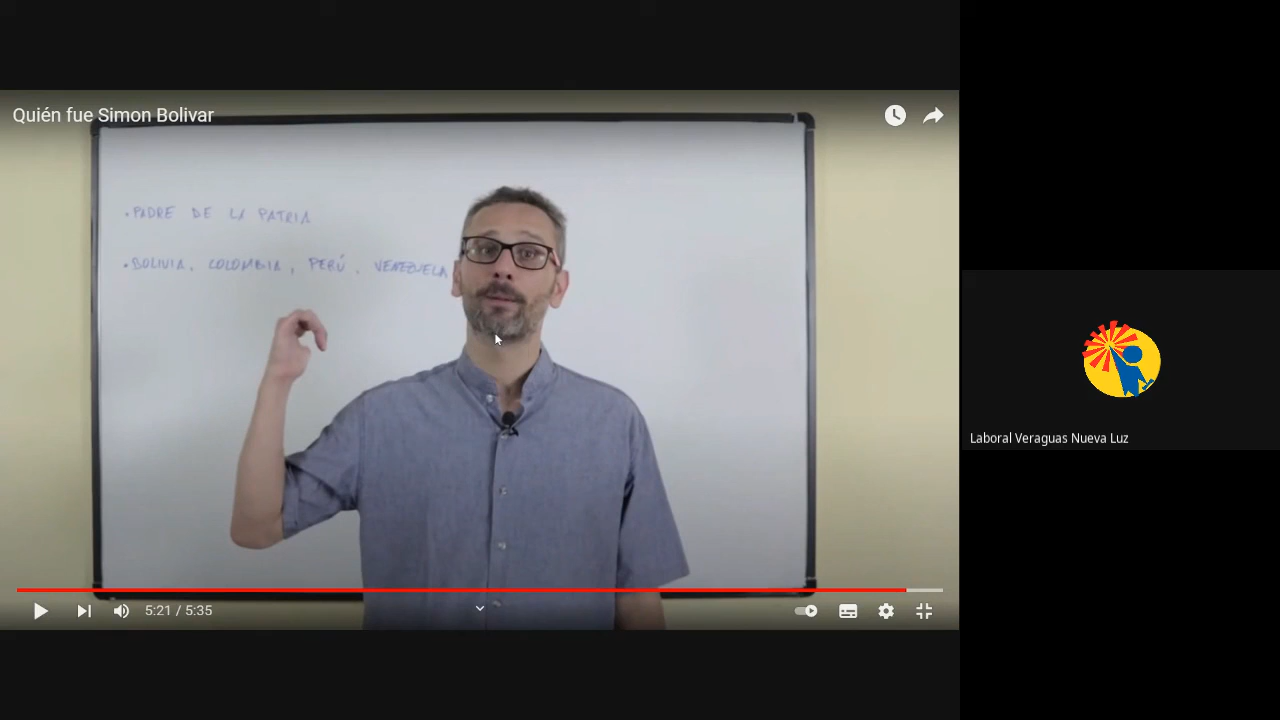 Quién fue Simon Bolivar
• PADRE DE LA PATRIA
• BOLIVIA, COLOMBIA, PERÚ, VENEZUELA
5:21 / 5:35
Laboral Veraguas Nueva Luz